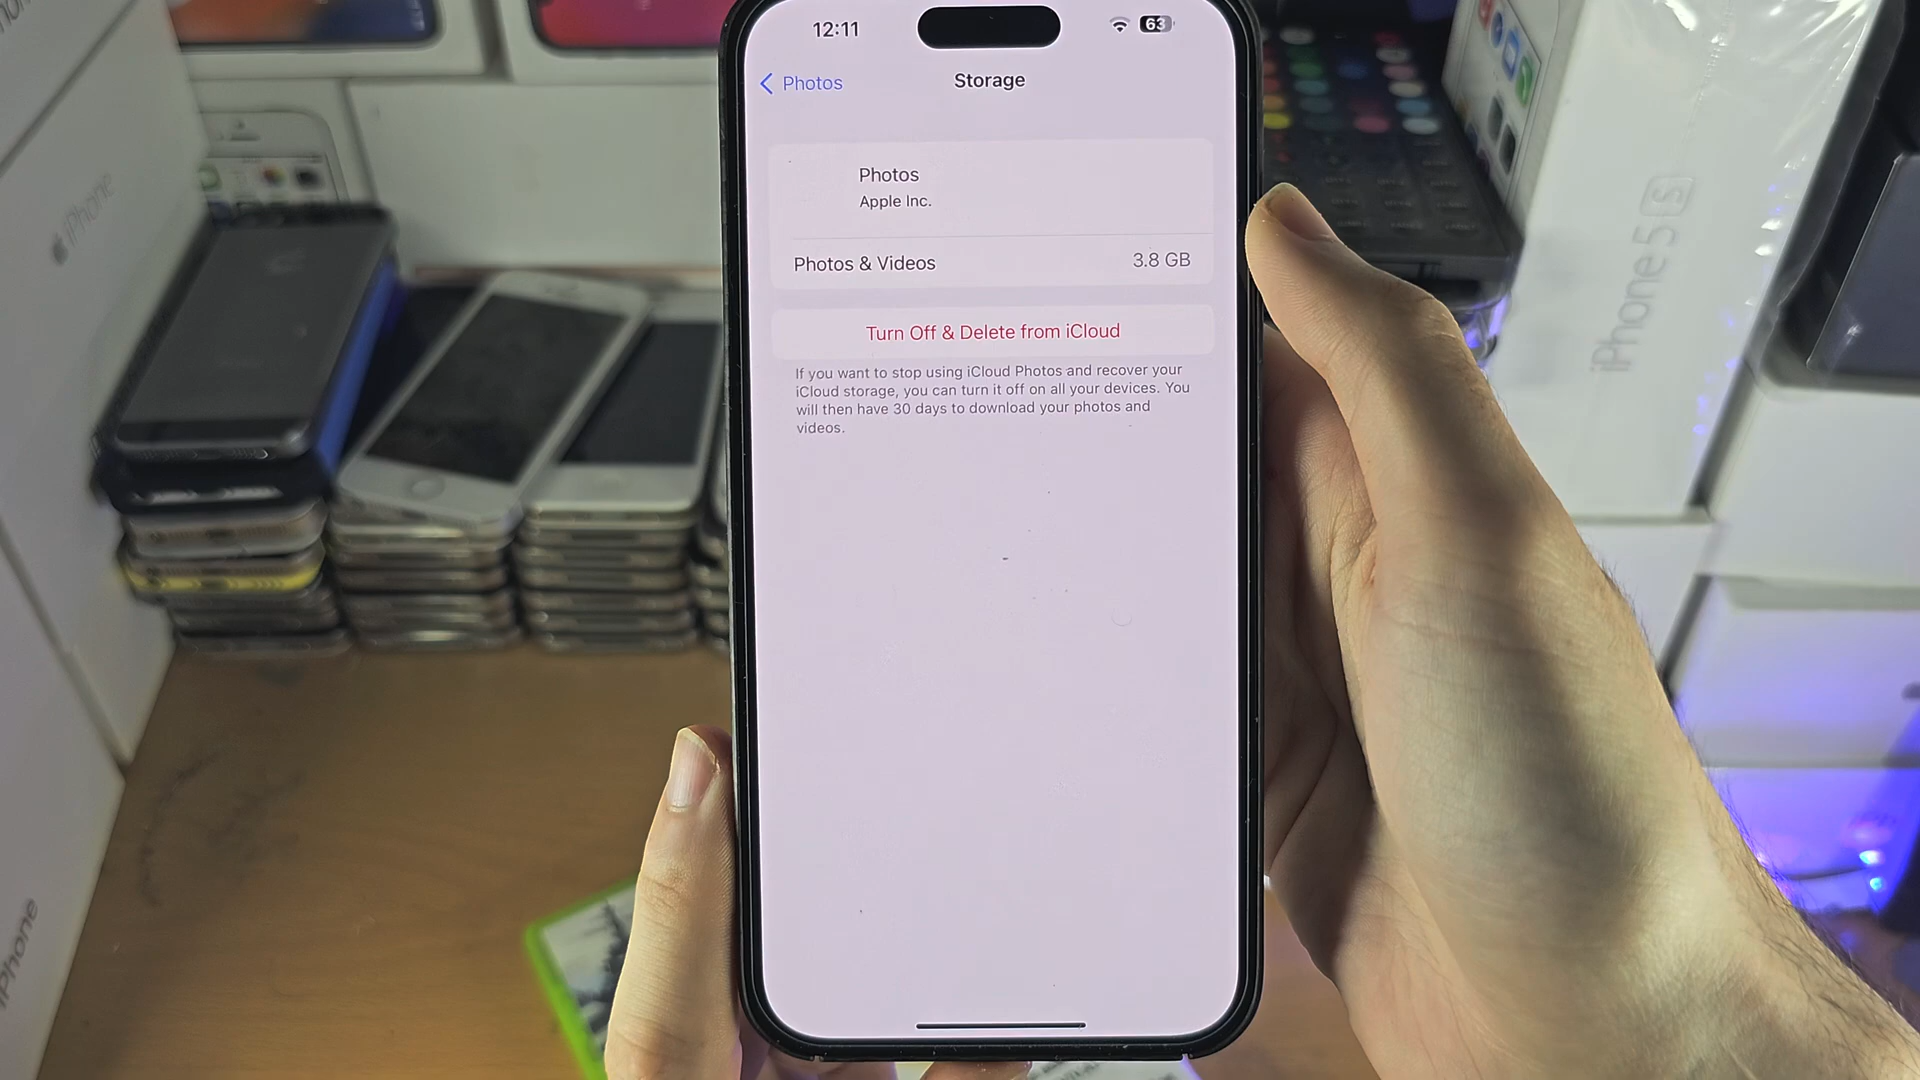 12:11
63
Photos
Storage
Photos
Apple Inc.
Photos & Videos
3.8 GB
Turn Off & Delete from iCloud
If you want to stop using iCloud Photos and recover your
iCloud storage, you can turn it off on all your devices. You
will then have 30 days to download your photos and
videos.
iPhone
iPhone 5s
iPhone